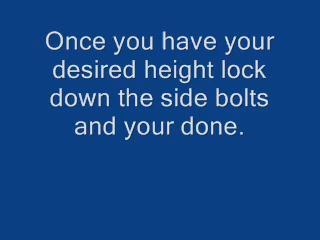 Once you have your
desired height lock
down the side bolts
and your done.